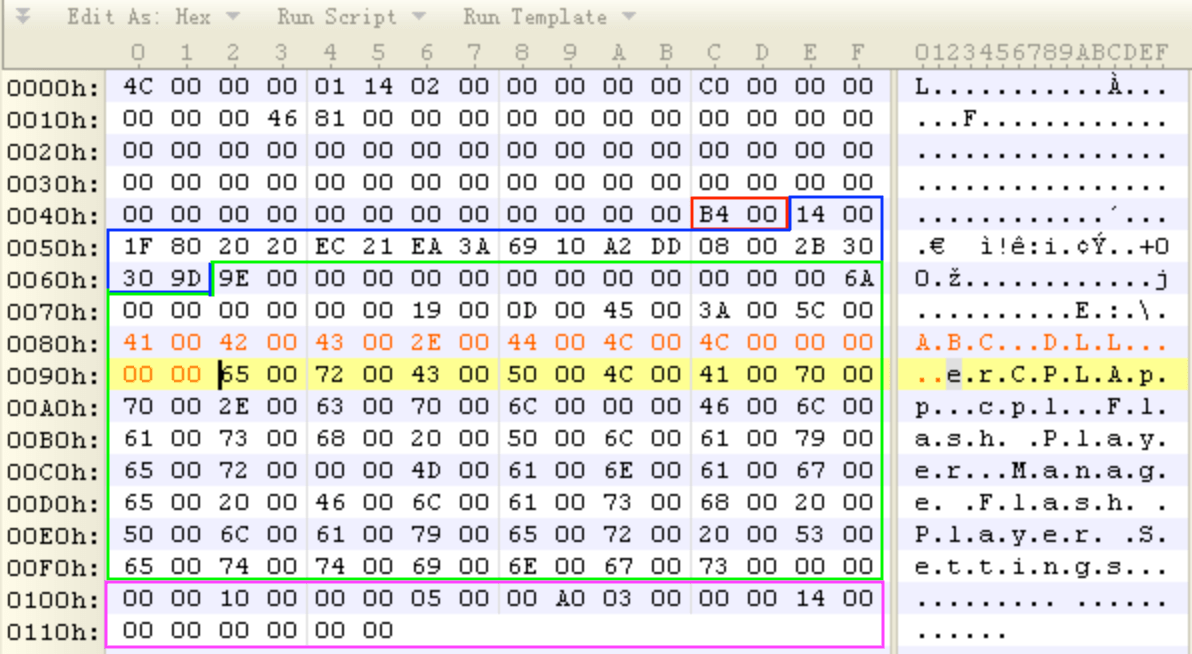 Edit As: Hex Run Script Run Template
0 1 2 3 4 5 6 7 8 9 A B C D E F 0123456789ABCDEF
0000h: 4C 00 00 00 01 14 02 00 00 00 00 00 C0 00 00 00 L...........À...
0010h: 00 00 00 46 81 00 00 00 00 00 00 00 00 00 00 00 ...F............
0020h: 00 00 00 00 00 00 00 00 00 00 00 00 00 00 00 00 ................
0030h: 00 00 00 00 00 00 00 00 00 00 00 00 00 00 00 00 ................
0040h: 00 00 00 00 00 00 00 00 00 00 00 00 B4 00 14 00 ............´...
0050h: 1F 80 20 20 EC 21 EA 3A 69 10 A2 DD 08 00 2B 30 .€  ì!ê:i.¢Ý..+0
0060h: 30 9D 9E 00 00 00 00 00 00 00 00 00 00 00 00 6A 0.ž............j
0070h: 00 00 00 00 00 00 19 00 0D 00 45 00 3A 00 5C 00 ..........E.:.\.
0080h: 41 00 42 00 43 00 2E 00 44 00 4C 00 4C 00 00 00 A.B.C...D.L.L...
0090h: 00 00 65 00 72 00 43 00 50 00 4C 00 41 00 70 00 ..e.r.C.P.L.A.p.
00A0h: 70 00 2E 00 63 00 70 00 6C 00 00 00 46 00 6C 00 p...c.p.l...F.l.
00B0h: 61 00 73 00 68 00 20 00 50 00 6C 00 61 00 79 00 a.s.h. .P.l.a.y.
00C0h: 65 00 72 00 00 00 4D 00 61 00 6E 00 61 00 67 00 e.r...M.a.n.a.g.
00D0h: 65 00 20 00 46 00 6C 00 61 00 73 00 68 00 20 00 e. .F.l.a.s.h. .
00E0h: 50 00 6C 00 61 00 79 00 65 00 72 00 20 00 53 00 P.l.a.y.e.r. .S.
00F0h: 65 00 74 00 74 00 69 00 6E 00 67 00 73 00 00 00 e.t.t.i.n.g.s...
0100h: 00 00 10 00 00 00 05 00 00 A0 03 00 00 00 14 00 ......... ......
0110h: 00 00 00 00 00 00 ......